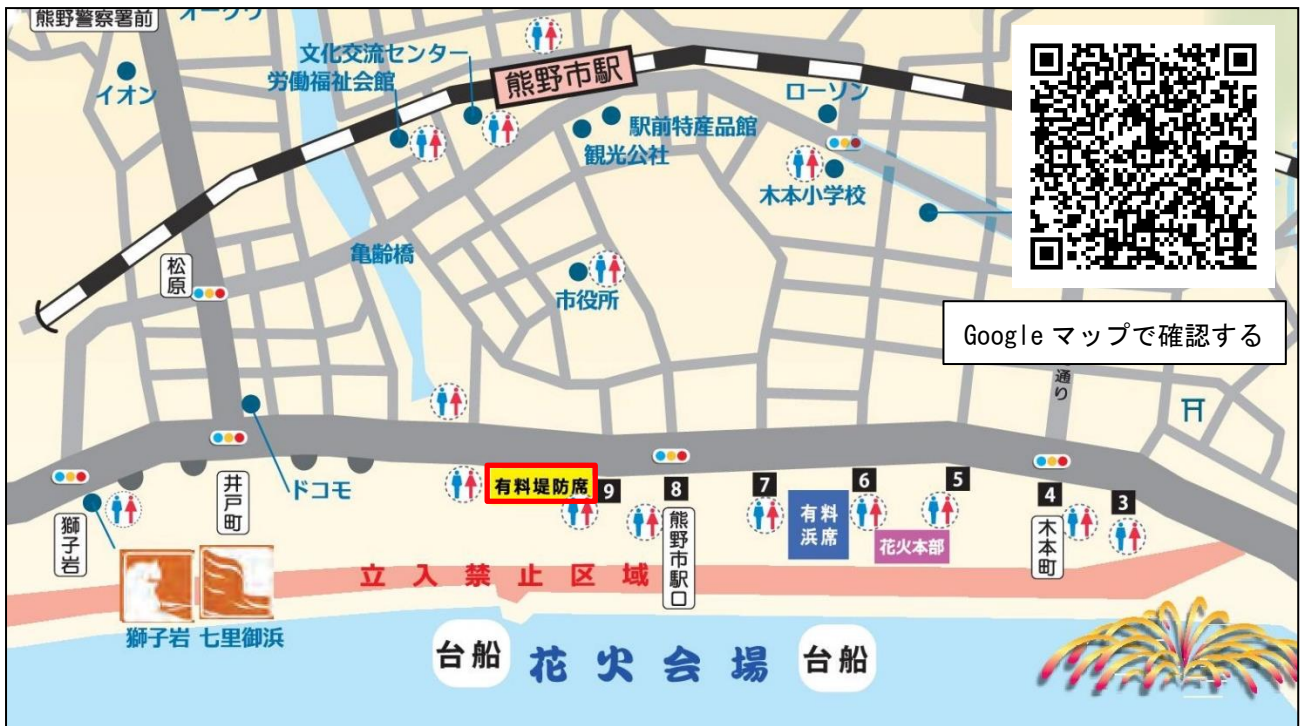 熊野警察署前
オークワ
イオン
文化交流センター
労働福祉会館
熊野市駅
ローソン
駅前特産品館
観光公社
木本小学校
亀齢橋
松原
市役所
Google マップで確認する
通り
ドコモ
井戸町
獅子岩
有料堤防席
9
8
熊野市駅口
7
有料
浜席
6
花火本部
5
4
木本町
3
立入禁止区域
獅子岩 七里御浜
台船 花火会場 台船